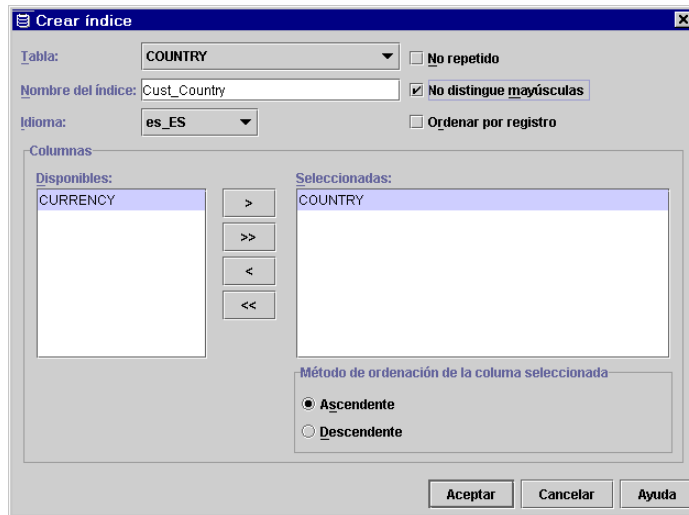 Crear índice
Tabla: COUNTRY No repetido
Nombre del índice: Cust_Country No distingue mayúsculas
Idioma: es_ES Ordenar por registro
Columnas
Disponibles: Seleccionadas:
CURRENCY > COUNTRY
>>
<
<<
Método de ordenación de la columa seleccionada
Ascendente
Descendente
Aceptar Cancelar Ayuda